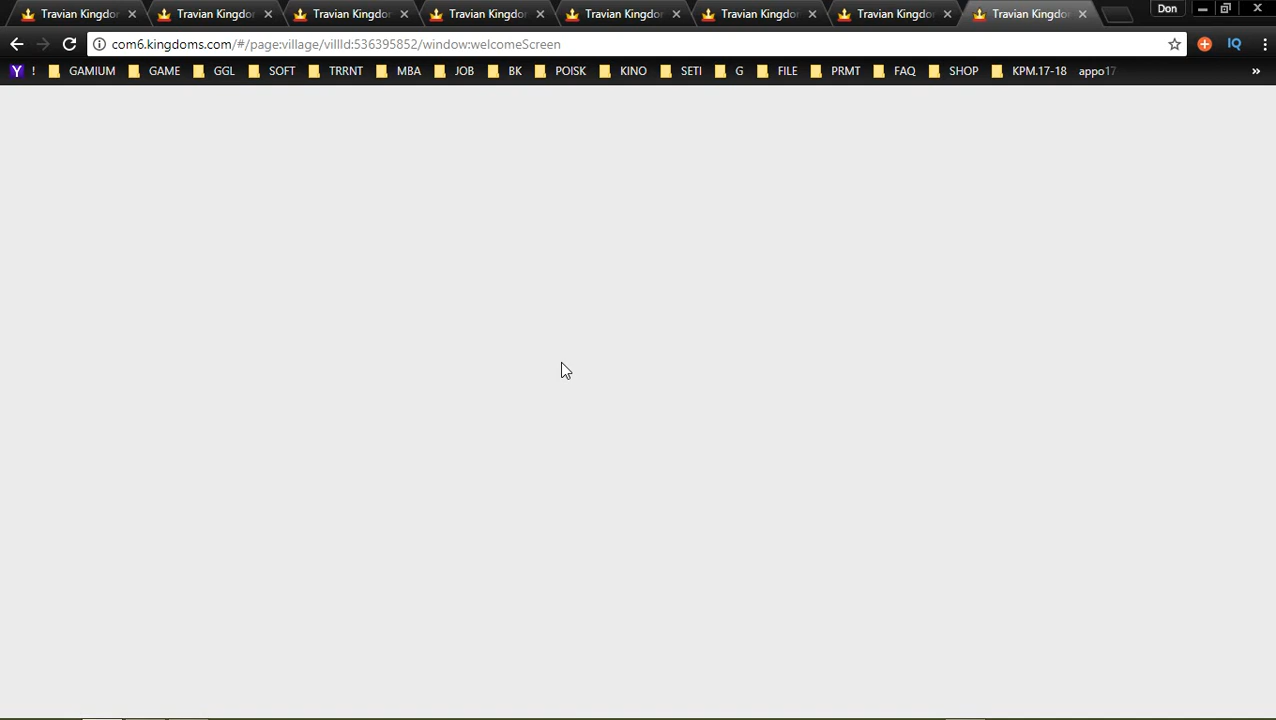 Travian Kingdo Travian Kingdo Travian Kingdo Travian Kingdo Travian Kingdo Travian Kingdo Travian Kingdo Travian Kingdo Don
com6.kingdoms.com/#/page:village/villId:536395852/window:welcomeScreen IQ
Y ! GAMIUM GAME GGL SOFT TRRNT MBA JOB BK POISK KINO SETI G FILE PRMT FAQ SHOP KPM.17-18 appo17 »